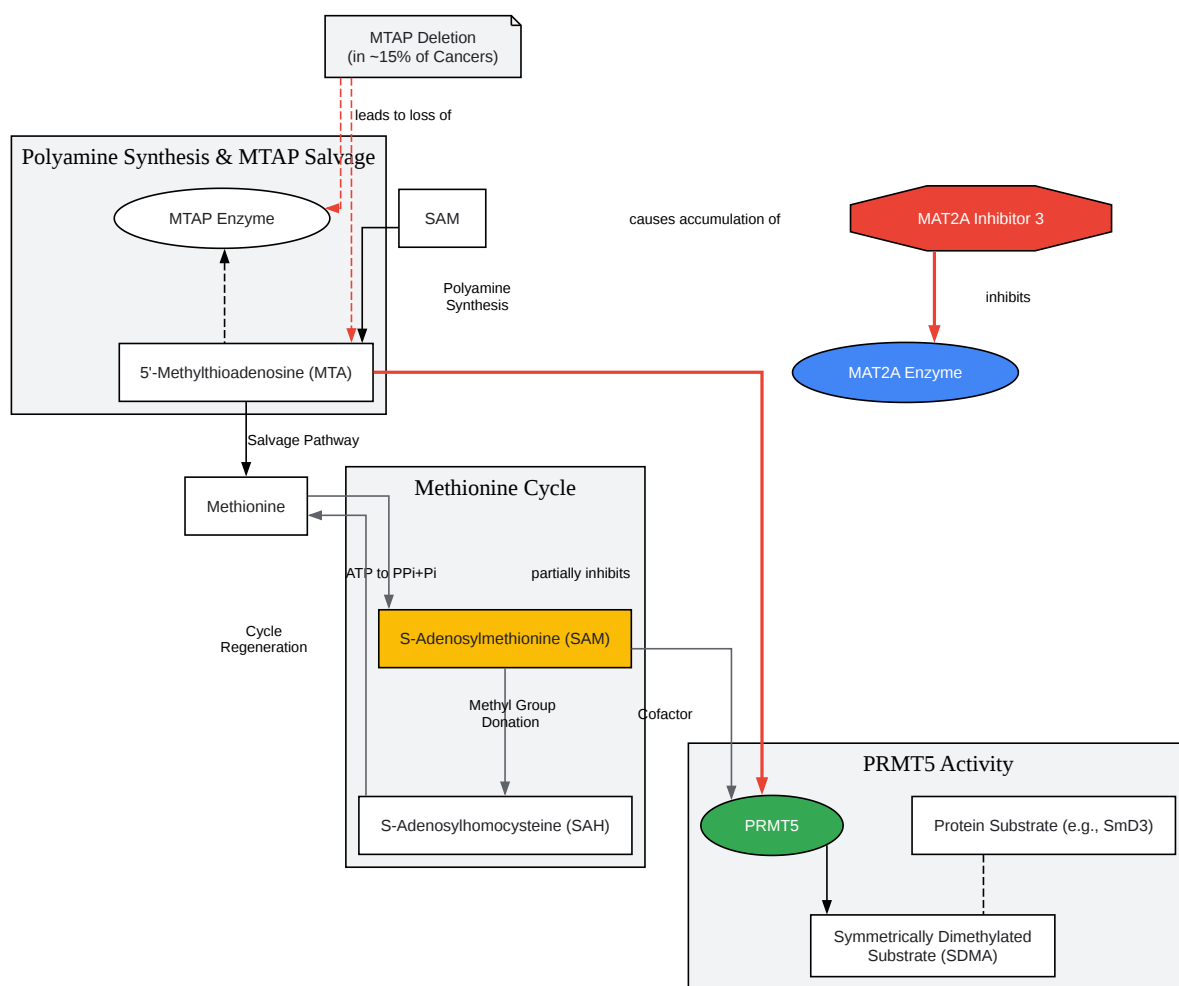 MTAP Deletion
(in ~15% of Cancers)
leads to loss of
Polyamine Synthesis & MTAP Salvage
MTAP Enzyme
SAM
causes accumulation of
MAT2A Inhibitor 3
Polyamine
Synthesis
inhibits
5'-Methylthioadenosine (MTA)
MAT2A Enzyme
Salvage Pathway
Methionine Cycle
Methionine
ATP to PPi+Pi
partially inhibits
Cycle
Regeneration
S-Adenosylmethionine (SAM)
Methyl Group
Donation
Cofactor
PRMT5 Activity
S-Adenosylhomocysteine (SAH)
PRMT5
Protein Substrate (e.g., SmD3)
Symmetrically Dimethylated
Substrate (SDMA)